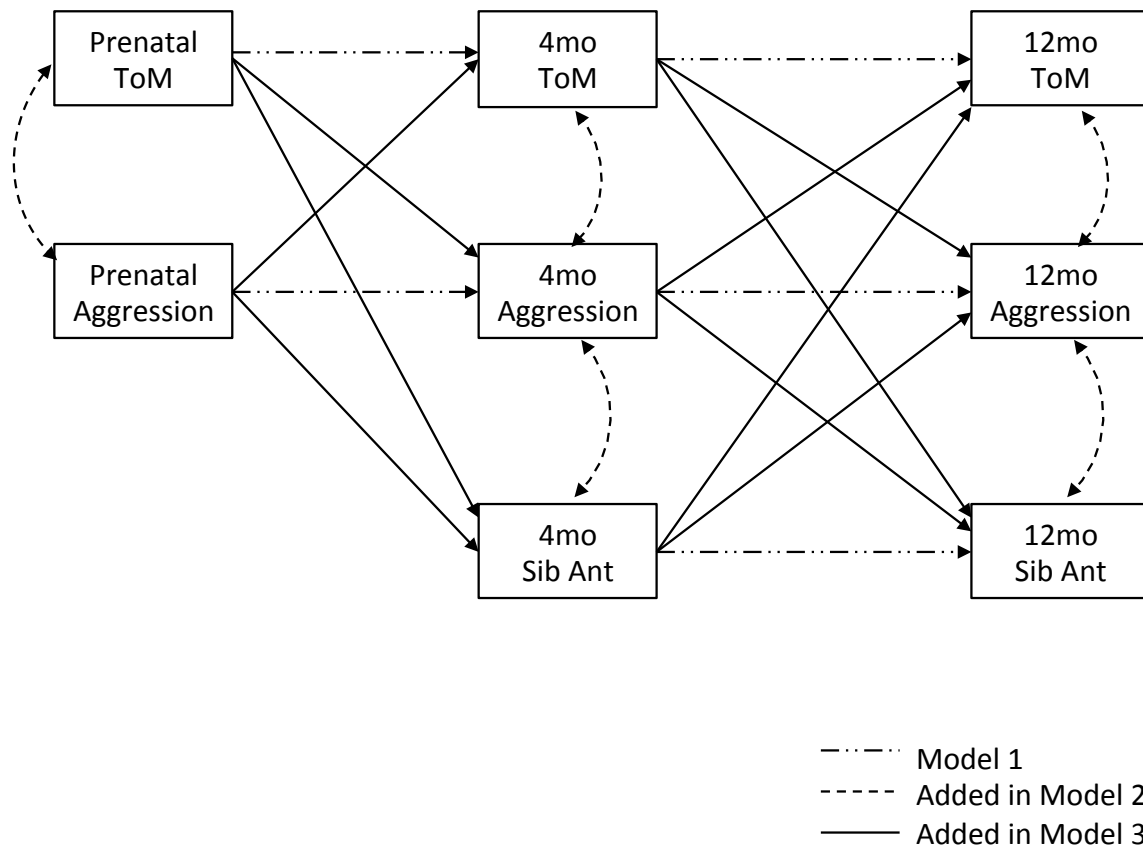 Prenatal
ToM
4mo
ToM
12mo
ToM
Prenatal
Aggression
4mo
Aggression
12mo
Aggression
4mo
Sib Ant
12mo
Sib Ant
Model 1
Added in Model 2
Added in Model 3